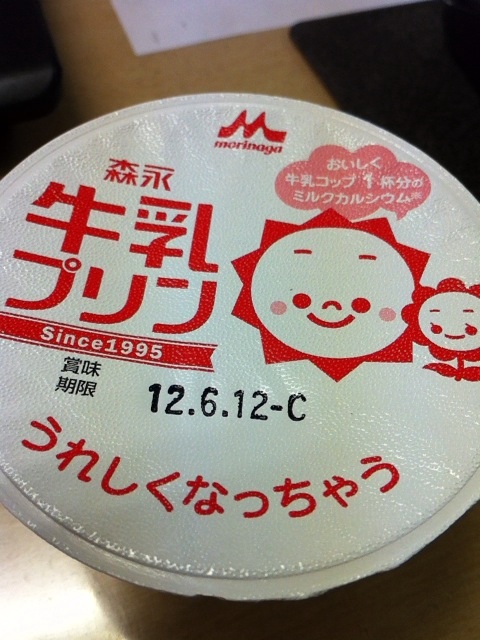 morinaga
おいしく
牛乳コップ1杯分の
ミルクカルシウム※
森永
牛乳
プリン
Since1995
賞味
期限
12.6.12-C
うれしくなっちゃう